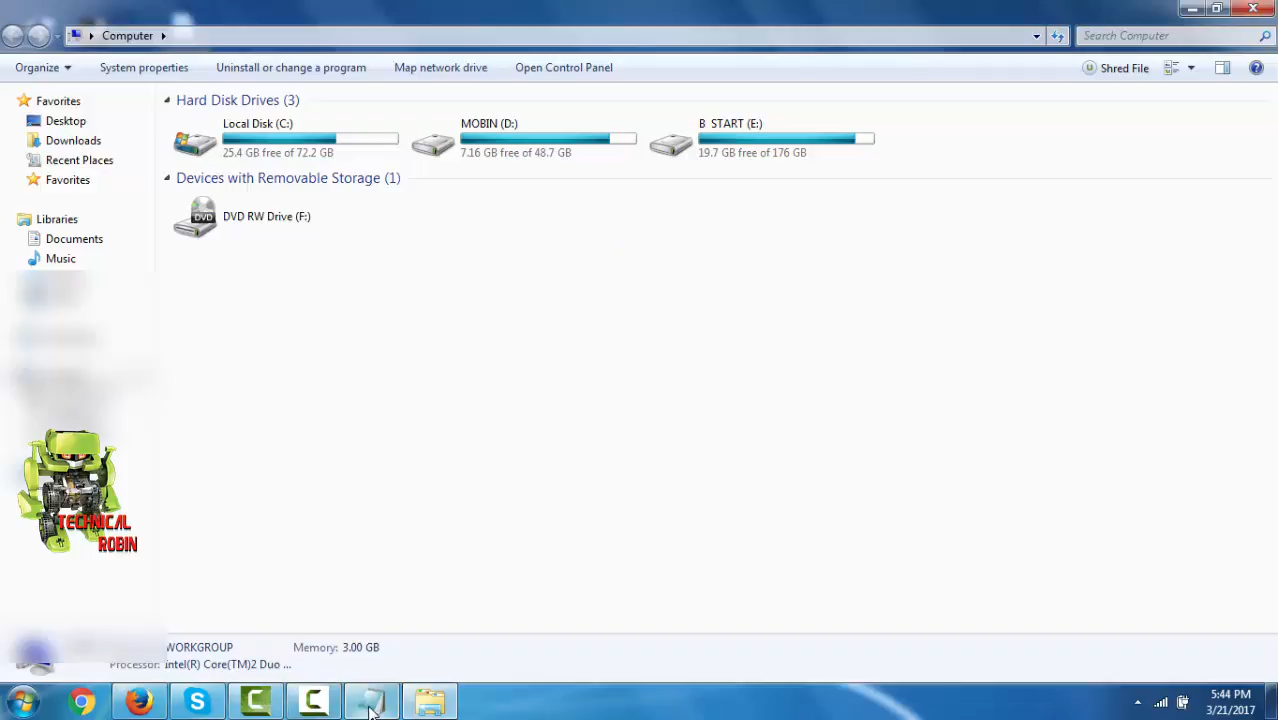 Computer
Search Computer
Organize
System properties
Uninstall or change a program
Map network drive
Open Control Panel
Shred File
Favorites
Desktop
Downloads
Recent Places
Favorites
Libraries
Documents
Music
Hard Disk Drives (3)
Local Disk (C:)
25.4 GB free of 72.2 GB
MOBIN (D:)
7.16 GB free of 48.7 GB
B START (E:)
19.7 GB free of 176 GB
Devices with Removable Storage (1)
DVD
DVD RW Drive (F:)
TECHNICAL
ROBIN
WORKGROUP
Memory: 3.00 GB
Processor: Intel(R) Core(TM)2 Duo ...
5:44 PM
3/21/2017